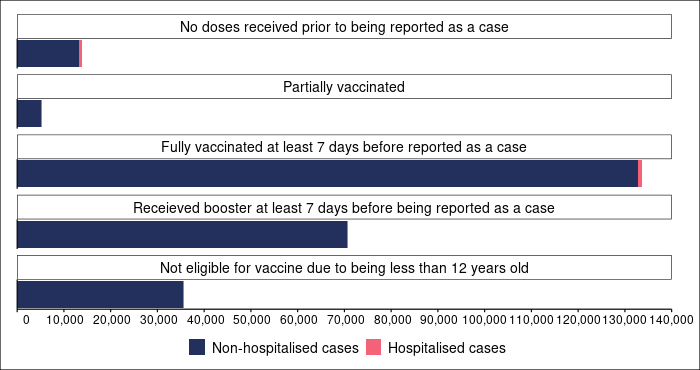 No doses received prior to being reported as a case
Partially vaccinated
Fully vaccinated at least 7 days before reported as a case
Receieved booster at least 7 days before being reported as a case
Not eligible for vaccine due to being less than 12 years old
0 10,000 20,000 30,000 40,000 50,000 60,000 70,000 80,000 90,000 100,000 110,000 120,000 130,000 140,000
Non-hospitalised cases Hospitalised cases